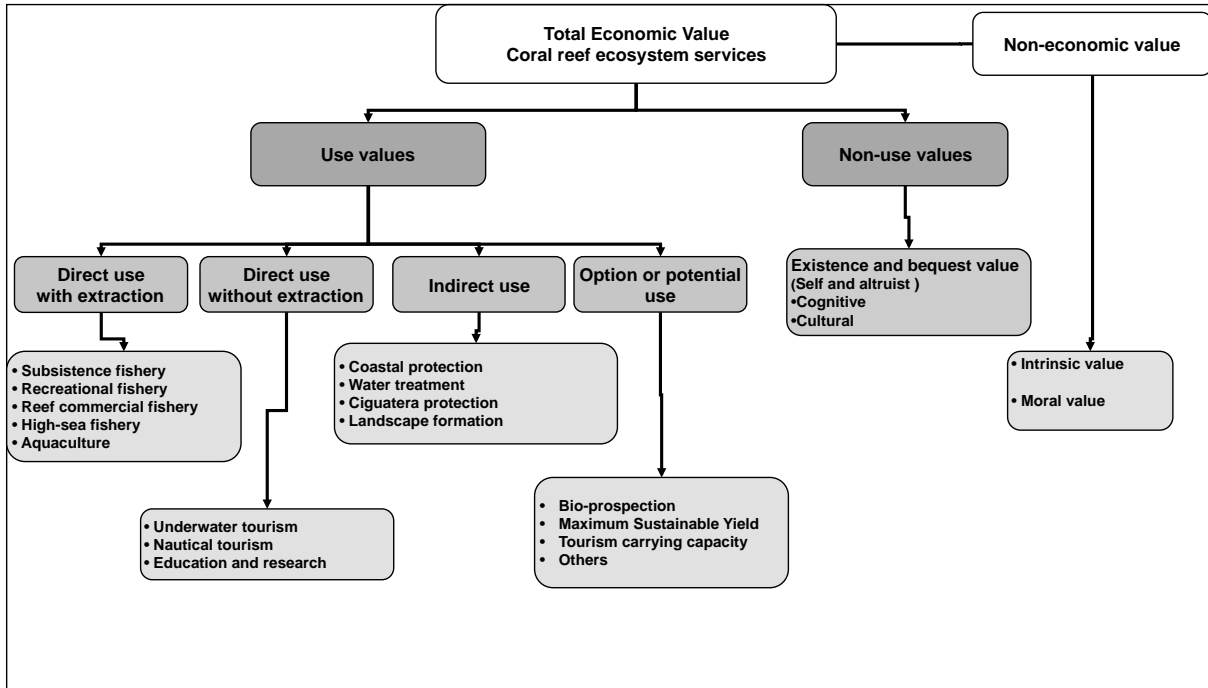 Total Economic Value
Coral reef ecosystem services
Non-economic value
Use values
Non-use values
Direct use
with extraction
Direct use
without extraction
Indirect use
Option or potential
use
Existence and bequest value
(Self and altruist )
•Cognitive
•Cultural
• Subsistence fishery
• Recreational fishery
• Reef commercial fishery
• High-sea fishery
• Aquaculture
• Coastal protection
• Water treatment
• Ciguatera protection
• Landscape formation
• Intrinsic value
• Moral value
• Underwater tourism
• Nautical tourism
• Education and research
• Bio-prospection
• Maximum Sustainable Yield
• Tourism carrying capacity
• Others